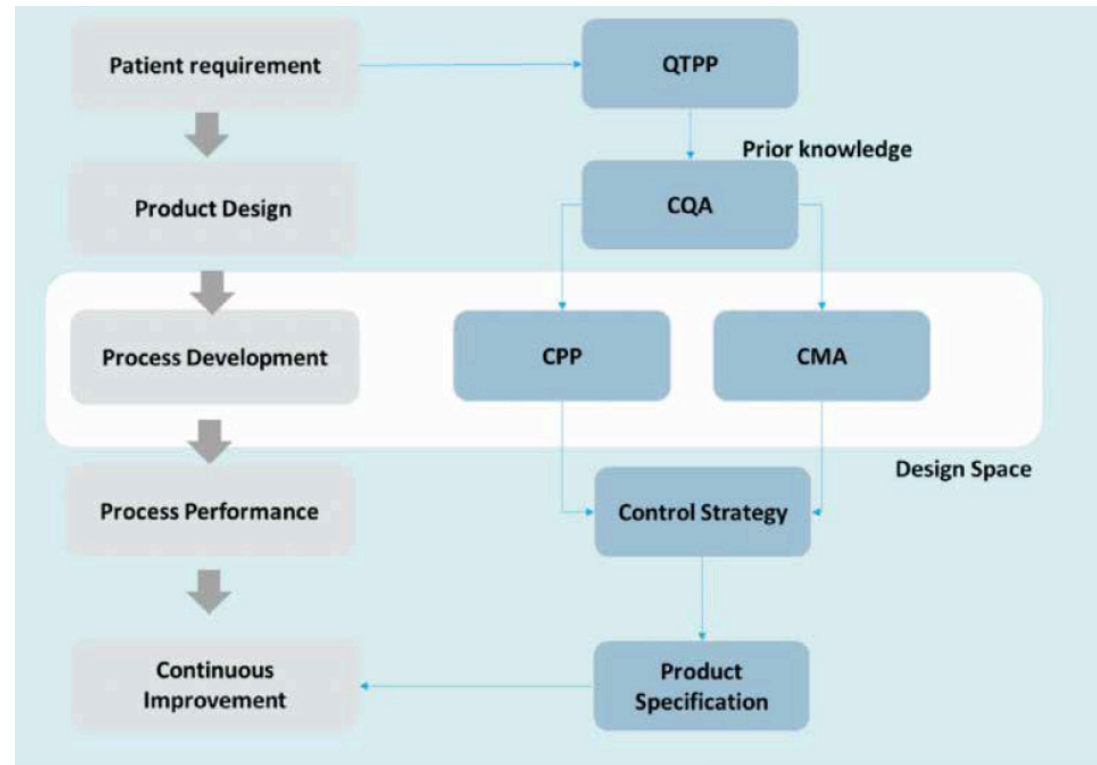 Patient requirement
QTPP
Prior knowledge
Product Design
CQA
Process Development
CPP
CMA
Design Space
Process Performance
Control Strategy
Continuous
Improvement
Product
Specification